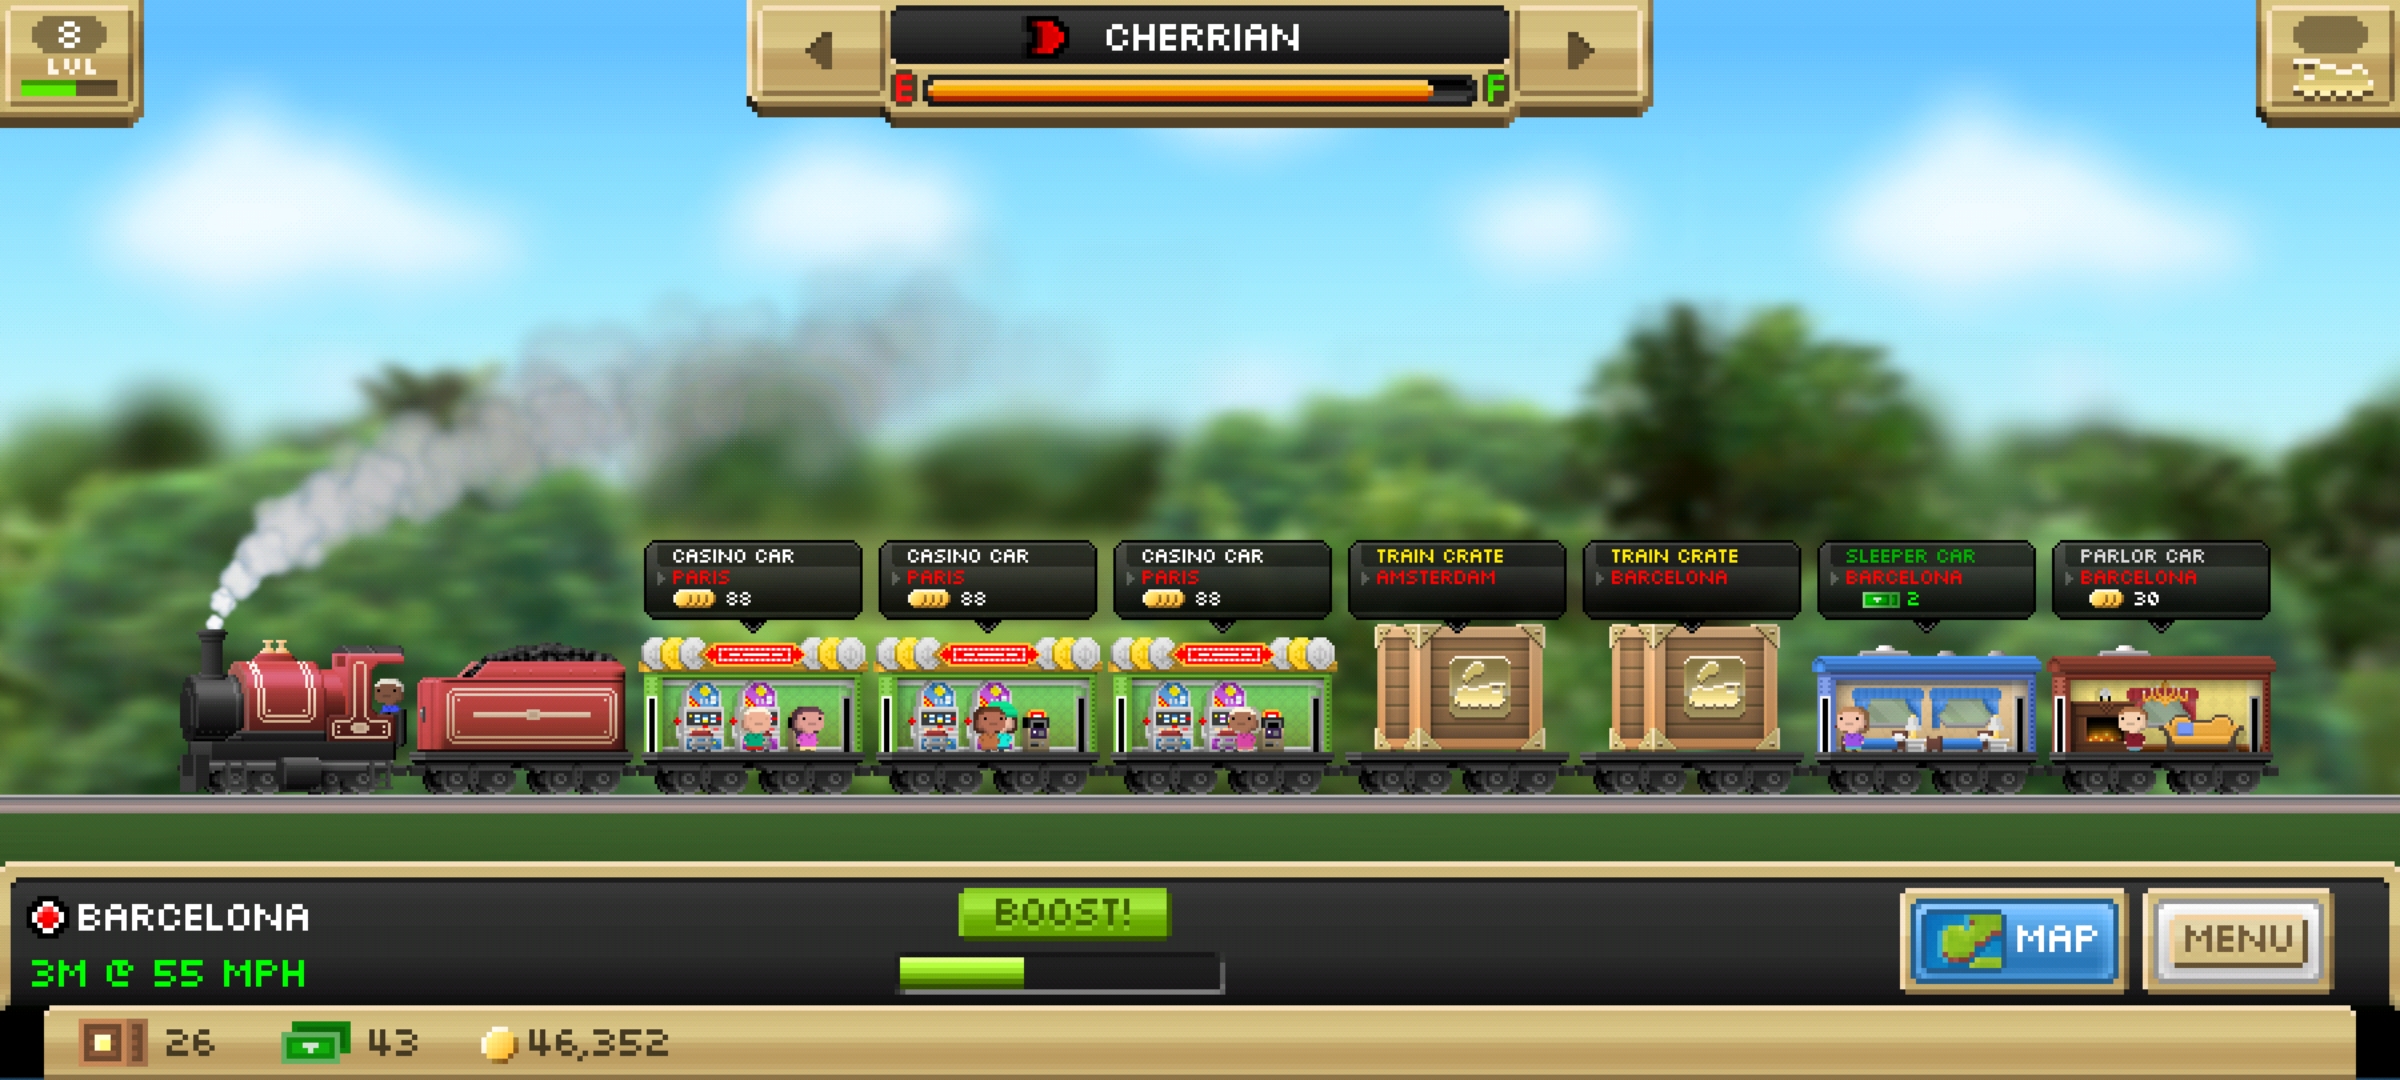 8
LVL
CHERRIAN
E F
CASINO CAR
PARIS
88
CASINO CAR
PARIS
88
CASINO CAR
PARIS
88
TRAIN CRATE
AMSTERDAM
TRAIN CRATE
BARCELONA
SLEEPER CAR
BARCELONA
2
PARLOR CAR
BARCELONA
30
BARCELONA
3M @ 55 MPH
BOOST!
MAP
MENU
26
43
46,352